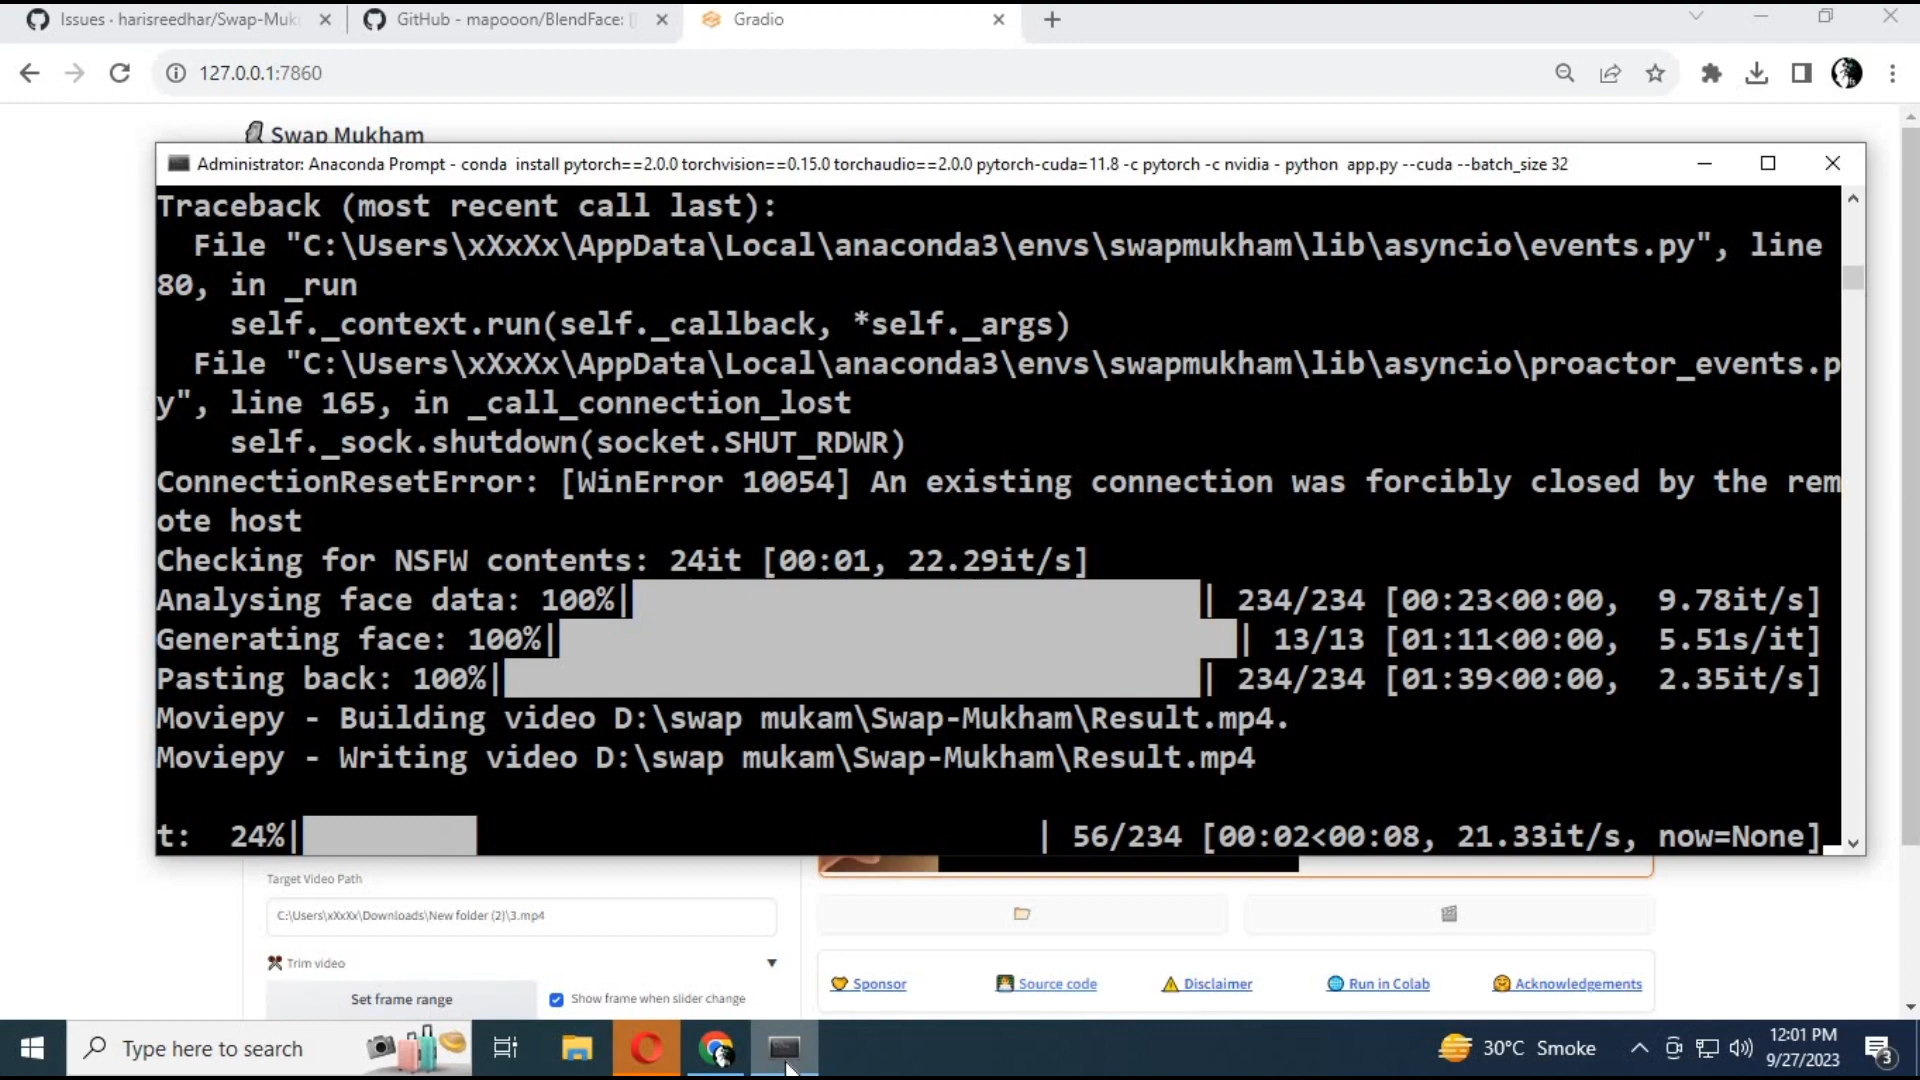 Issues · harisreedhar/Swap-Muk
GitHub - mapooon/BlendFace:
Gradio
127.0.0.1:7860
Swap Mukham
Administrator: Anaconda Prompt - conda  install pytorch==2.0.0 torchvision==0.15.0 torchaudio==2.0.0 pytorch-cuda=11.8 -c pytorch -c nvidia - python  app.py --cuda --batch_size 32
Traceback (most recent call last):
File "C:\Users\xXxXx\AppData\Local\anaconda3\envs\swapmukham\lib\asyncio\events.py", line
80, in _run
self._context.run(self._callback, *self._args)
File "C:\Users\xXxXx\AppData\Local\anaconda3\envs\swapmukham\lib\asyncio\proactor_events.p
y", line 165, in _call_connection_lost
self._sock.shutdown(socket.SHUT_RDWR)
ConnectionResetError: [WinError 10054] An existing connection was forcibly closed by the rem
ote host
Checking for NSFW contents: 24it [00:01, 22.29it/s]
Analysing face data: 100%| | 234/234 [00:23<00:00,  9.78it/s]
Generating face: 100%| | 13/13 [01:11<00:00,  5.51s/it]
Pasting back: 100%| | 234/234 [01:39<00:00,  2.35it/s]
Moviepy - Building video D:\swap mukam\Swap-Mukham\Result.mp4.
Moviepy - Writing video D:\swap mukam\Swap-Mukham\Result.mp4
t:  24%| | 56/234 [00:02<00:08, 21.33it/s, now=None]
Target Video Path
C:\Users\xXxXx\Downloads\New folder (2)\3.mp4
Trim video
Set frame range
Show frame when slider change
Sponsor
Source code
Disclaimer
Run in Colab
Acknowledgements
Type here to search
30°C Smoke
12:01 PM
9/27/2023
3